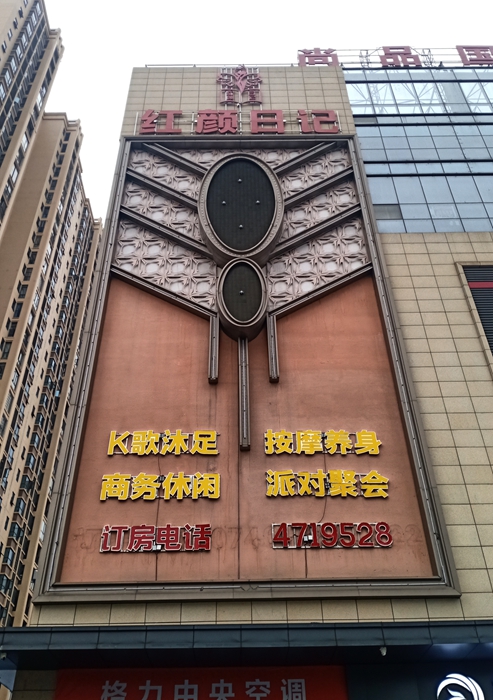 尚品国
红颜日记
K歌沐足 按摩养身
商务休闲 派对聚会
订房电话 4719528
格力中央空调